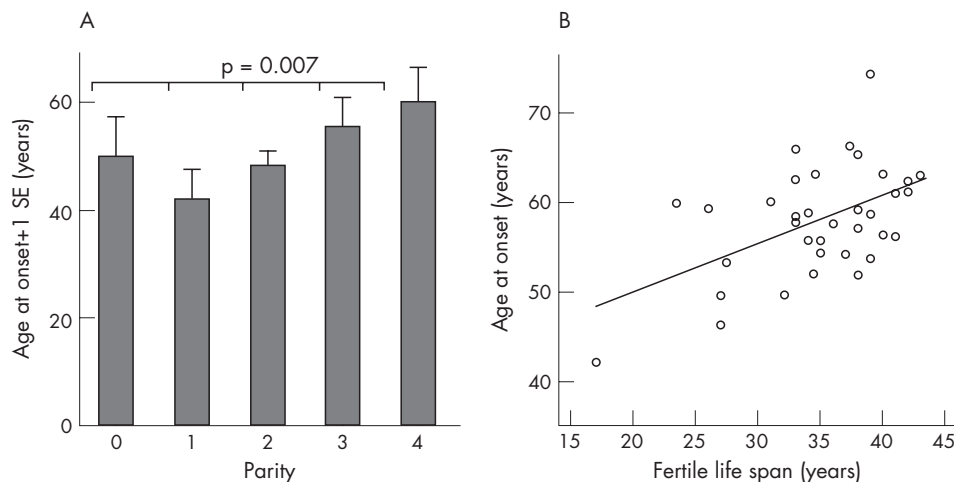 A
p = 0.007
Age at onset+1 SE (years)
60
40
20
0
0 1 2 3 4
Parity
B
Age at onset (years)
70
60
50
40
15 20 25 30 35 40 45
Fertile life span (years)